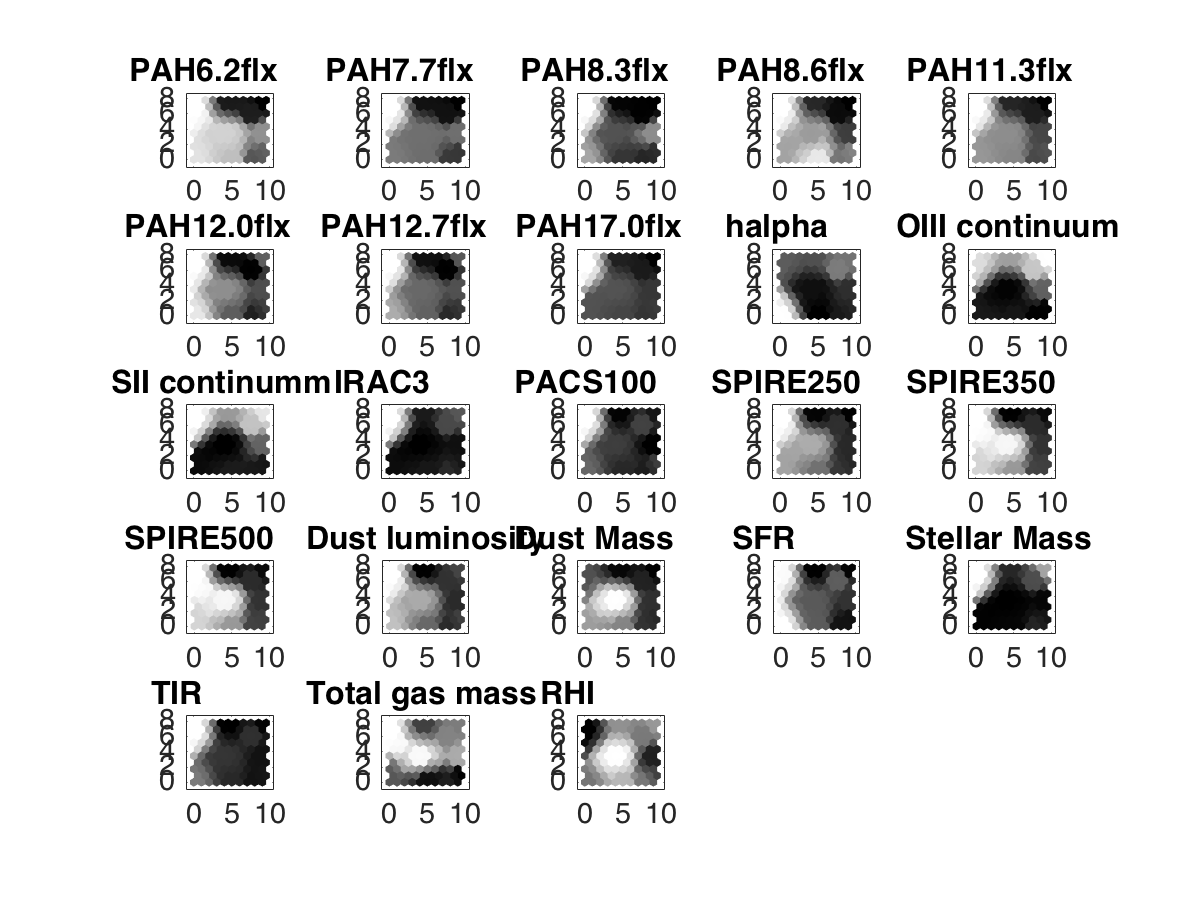 PAH6.2flx PAH7.7flx PAH8.3flx PAH8.6flx PAH11.3flx
8 8 8 8 8
6 6 6 6 6
4 4 4 4 4
2 2 2 2 2
0 0 0 0 0
0 5 10 0 5 10 0 5 10 0 5 10 0 5 10
PAH12.0flx PAH12.7flx PAH17.0flx halpha OIII continuum
8 8 8 8 8
6 6 6 6 6
4 4 4 4 4
2 2 2 2 2
0 0 0 0 0
0 5 10 0 5 10 0 5 10 0 5 10 0 5 10
SII continumm IRAC3 PACS100 SPIRE250 SPIRE350
8 8 8 8 8
6 6 6 6 6
4 4 4 4 4
2 2 2 2 2
0 0 0 0 0
0 5 10 0 5 10 0 5 10 0 5 10 0 5 10
SPIRE500 Dust luminosity Dust Mass SFR Stellar Mass
8 8 8 8 8
6 6 6 6 6
4 4 4 4 4
2 2 2 2 2
0 0 0 0 0
0 5 10 0 5 10 0 5 10 0 5 10 0 5 10
TIR Total gas mass RHI
8 8 8
6 6 6
4 4 4
2 2 2
0 0 0
0 5 10 0 5 10 0 5 10